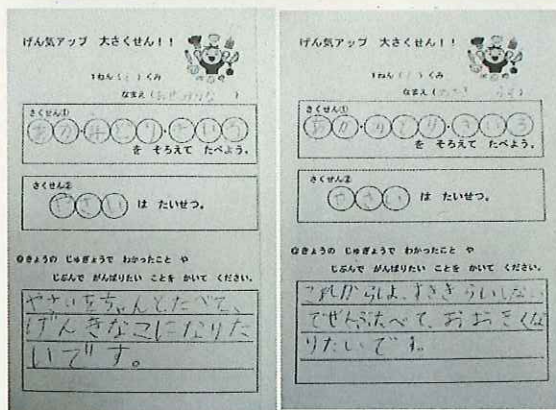 げん気アップ 大さくせん！！
1ねん( )くみ
なまえ( )
さくせん①
あか・みどり・きいろ
を そろえて たべよう。
さくせん②
やさい は たいせつ。
◎きょうの じゅぎょうで わかったこと や
じぶんで がんばりたい ことを かいて ください。
やさいをちゃんとたべて、
げんきなこになりた
いです。
げん気アップ 大さくせん！！
1ねん( )くみ
なまえ( )
さくせん①
あか・みどり・きいろ
を そろえて たべよう。
さくせん②
やさい は たいせつ。
◎きょうの じゅぎょうで わかったこと や
じぶんで がんばりたい ことを かいて ください。
これからは、すききらいしない
でぜんぶたべて、おおきくな
りたいです。